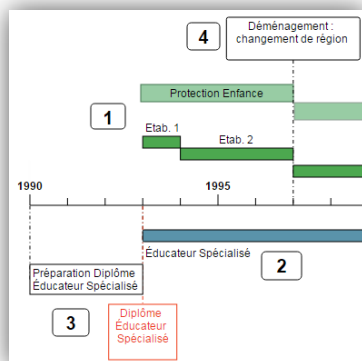 4
Déménagement :
changement de région
Protection Enfance
1
Etab. 1
Etab. 2
1990
1995
Éducateur Spécialisé
2
Préparation Diplôme
Éducateur Spécialisé
3
Diplôme
Éducateur
Spécialisé